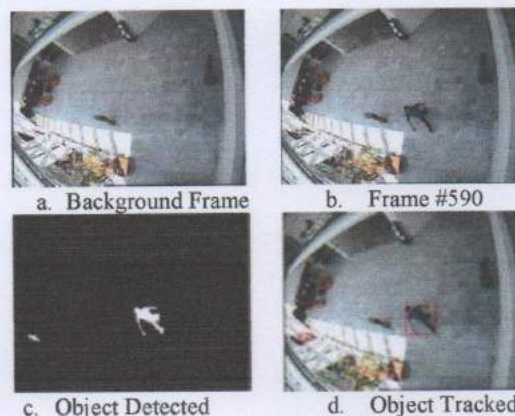 a. Background Frame
b. Frame #590
c. Object Detected
d. Object Tracked